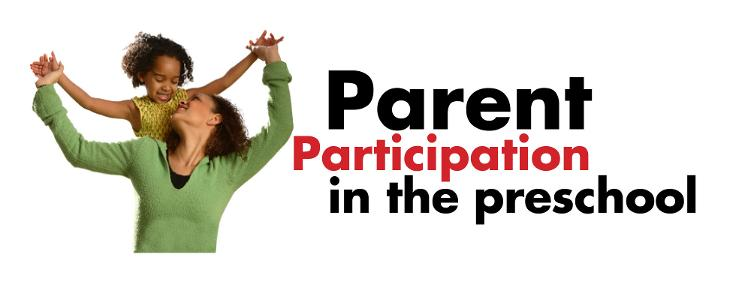 Parent
Participation
in the preschool